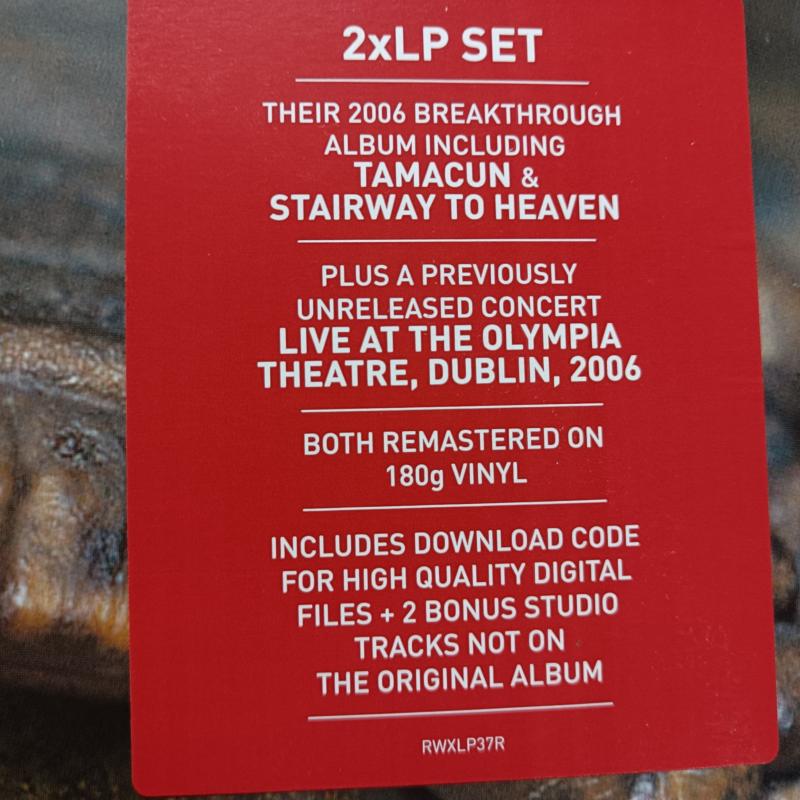 2xLP SET
THEIR 2006 BREAKTHROUGH
ALBUM INCLUDING
TAMACUN &
STAIRWAY TO HEAVEN
PLUS A PREVIOUSLY
UNRELEASED CONCERT
LIVE AT THE OLYMPIA
THEATRE, DUBLIN, 2006
BOTH REMASTERED ON
180g VINYL
INCLUDES DOWNLOAD CODE
FOR HIGH QUALITY DIGITAL
FILES + 2 BONUS STUDIO
TRACKS NOT ON
THE ORIGINAL ALBUM
RWXLP37R